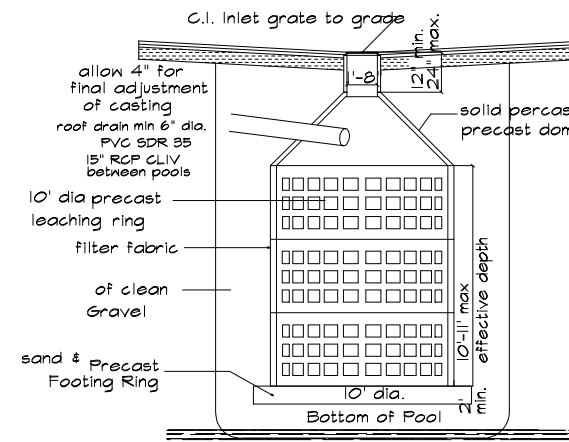 C.I. Inlet grate to grade
12" min.
24" max.
1'-8
allow 4" for
final adjustment
of casting
roof drain min 6" dia.
PVC SDR 35
15" RCP CLIV
between pools
solid percas
precast dom
10' dia precast
leaching ring
filter fabric
of clean
Gravel
10'-11' max
effective depth
sand & Precast
Footing Ring
10' dia.
2' min.
Bottom of Pool